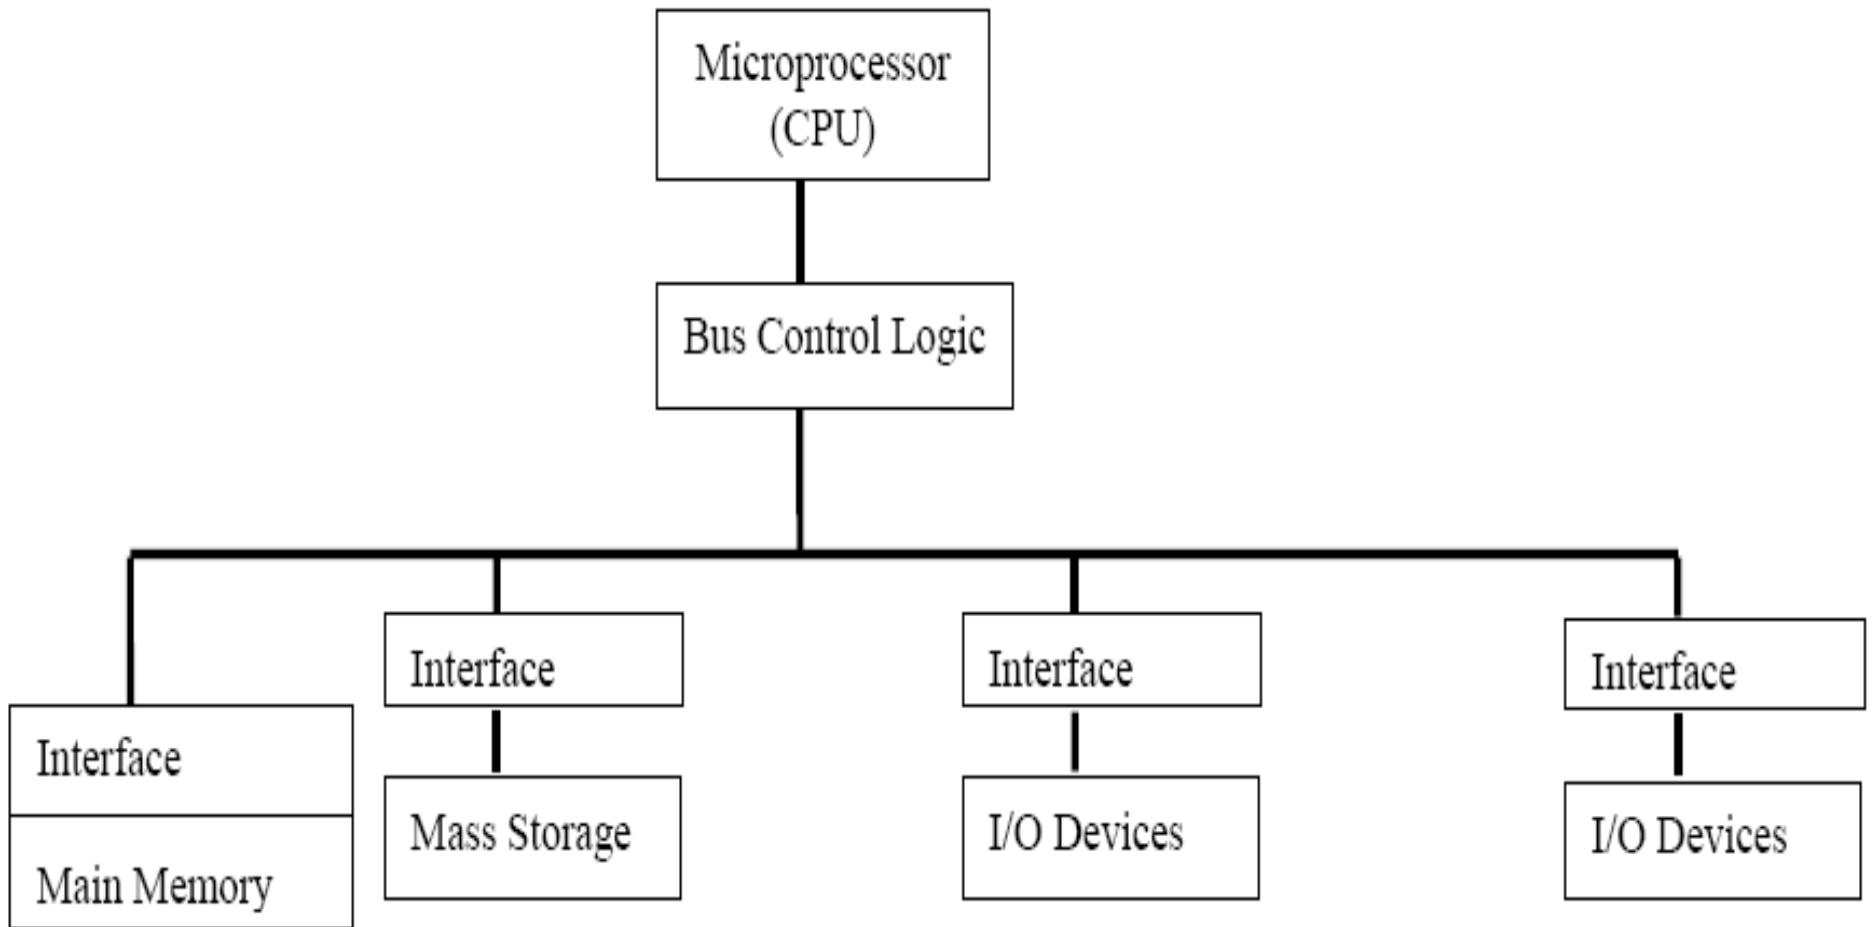 Microprocessor
(CPU)
Bus Control Logic
Interface
Main Memory
Interface
Mass Storage
Interface
I/O Devices
Interface
I/O Devices